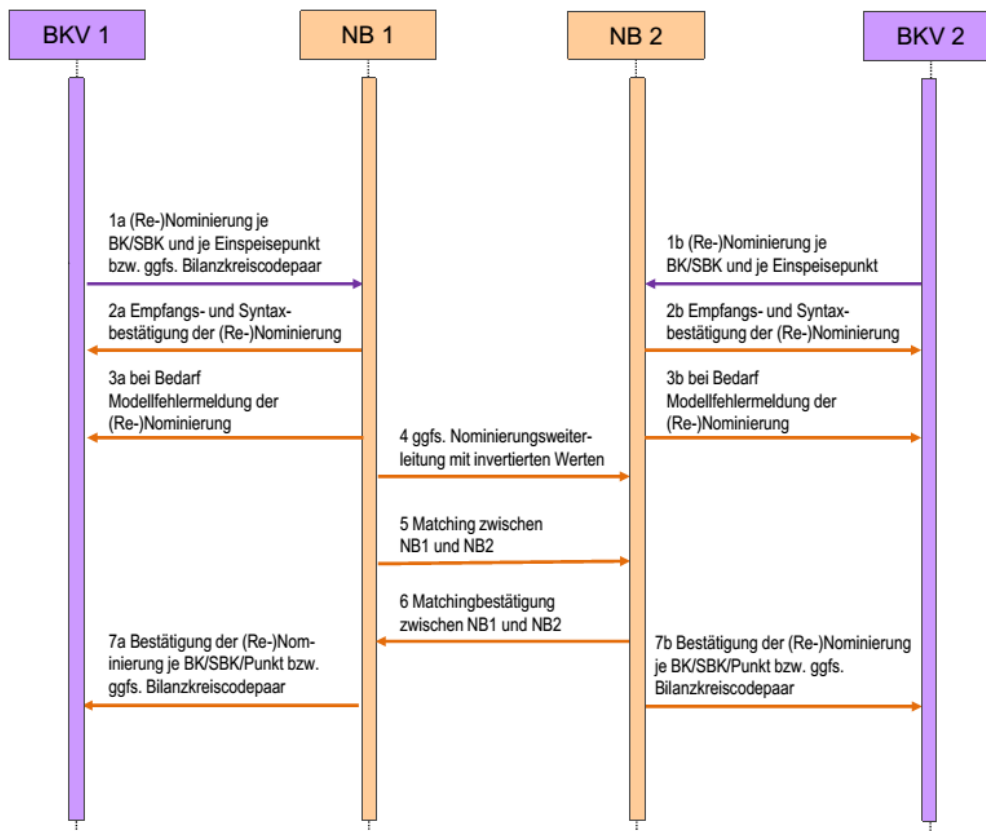 BKV 1
NB 1
NB 2
BKV 2
1a (Re-)Nominierung je
BK/SBK und je Einspeisepunkt
bzw. ggfs. Bilanzkreiscodepaar
1b (Re-)Nominierung je
BK/SBK und je Einspeisepunkt
2a Empfangs- und Syntax-
bestätigung der (Re-)Nominierung
2b Empfangs- und Syntax-
bestätigung der (Re-)Nominierung
3a bei Bedarf
Modellfehlermeldung der
(Re-)Nominierung
3b bei Bedarf
Modellfehlermeldung der
(Re-)Nominierung
4 ggfs. Nominierungsweiter-
leitung mit invertierten Werten
5 Matching zwischen
NB1 und NB2
6 Matchingbestätigung
zwischen NB1 und NB2
7a Bestätigung der (Re-)Nom-
inierung je BK/SBK/Punkt bzw.
ggfs. Bilanzkreiscodepaar
7b Bestätigung der (Re-)Nominierung
je BK/SBK/Punkt bzw. ggfs.
Bilanzkreiscodepaar